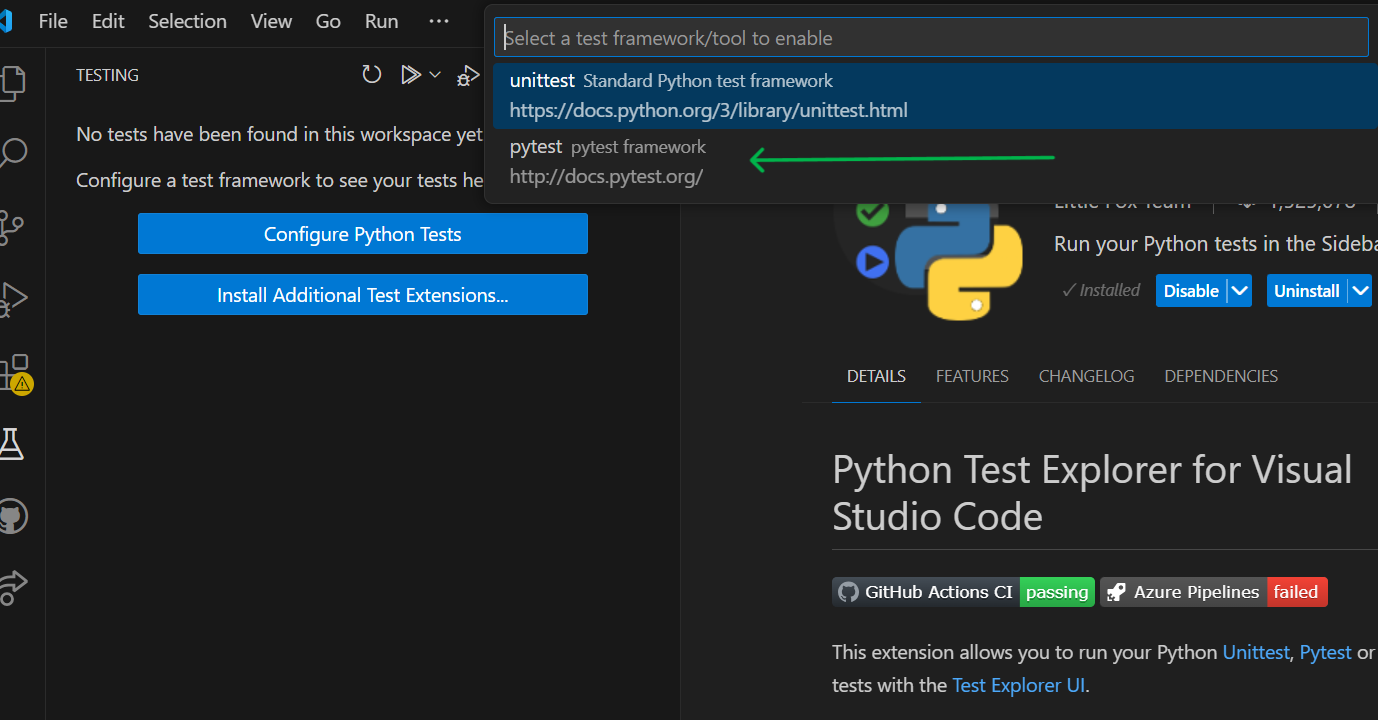 File Edit Selection View Go Run ···
Select a test framework/tool to enable
unittest Standard Python test framework
https://docs.python.org/3/library/unittest.html
pytest pytest framework
http://docs.pytest.org/
TESTING
No tests have been found in this workspace yet
Configure a test framework to see your tests he
Configure Python Tests
Install Additional Test Extensions...
Little Fox Team
Run your Python tests in the Sideba
✓ Installed Disable Uninstall
DETAILS FEATURES CHANGELOG DEPENDENCIES
Python Test Explorer for Visual
Studio Code
GitHub Actions CI passing Azure Pipelines failed
This extension allows you to run your Python Unittest, Pytest or
tests with the Test Explorer UI.